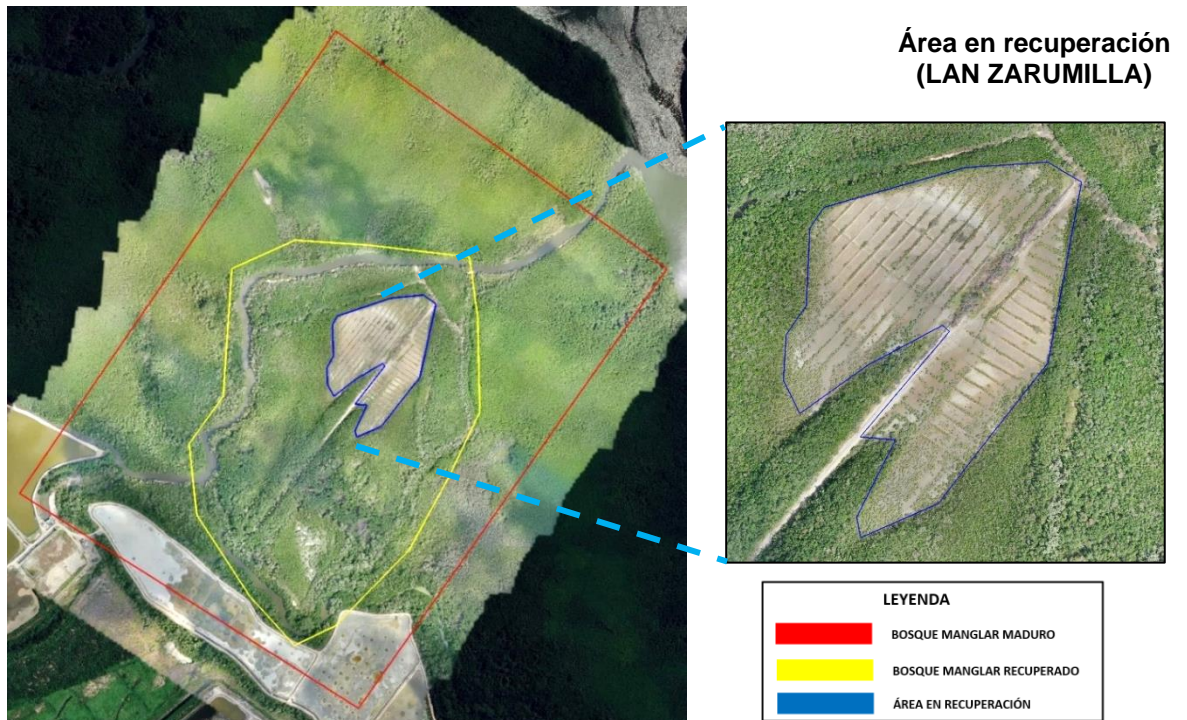 Área en recuperación
(LAN ZARUMILLA)
LEYENDA
BOSQUE MANGLAR MADURO
BOSQUE MANGLAR RECUPERADO
ÁREA EN RECUPERACIÓN